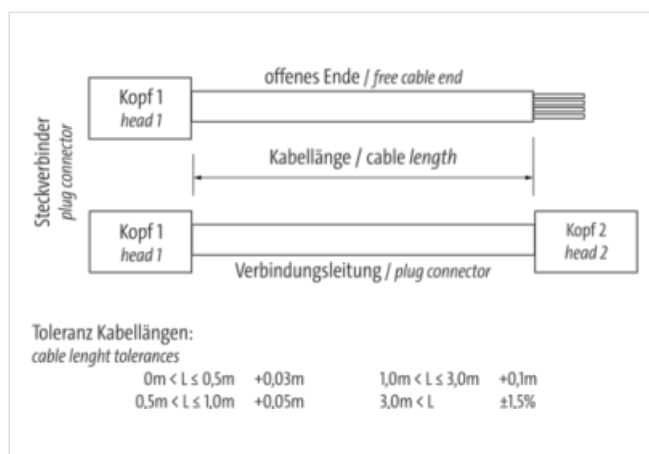 offenes Ende / free cable end
Kopf 1
head 1
Steckverbinder
plug connector
Kabellänge / cable length
Kopf 1
head 1
Kopf 2
head 2
Verbindungsleitung / plug connector
Toleranz Kabellängen:
cable lenght tolerances
0m < L ≤ 0,5m +0,03m 1,0m < L ≤ 3,0m +0,1m
0,5m < L ≤ 1,0m +0,05m 3,0m < L ±1,5%